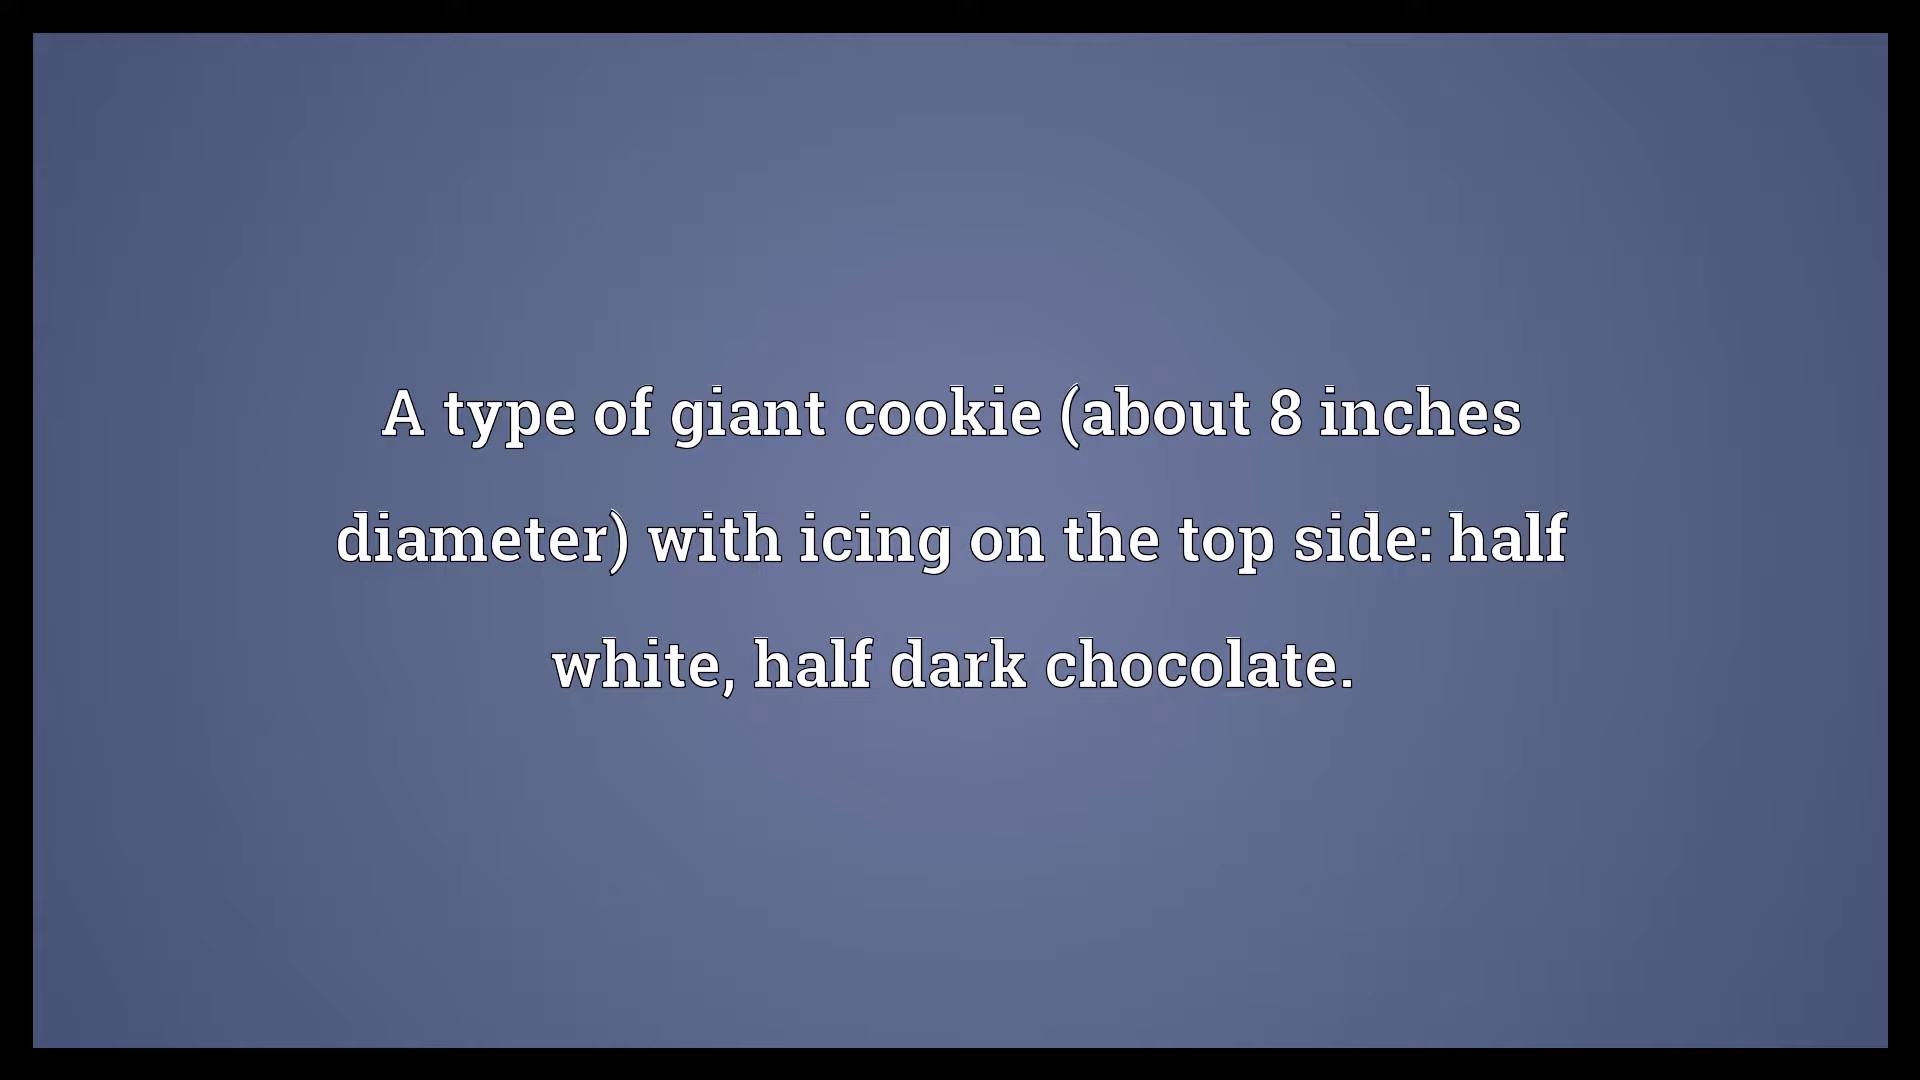 A type of giant cookie (about 8 inches
diameter) with icing on the top side: half
white, half dark chocolate.